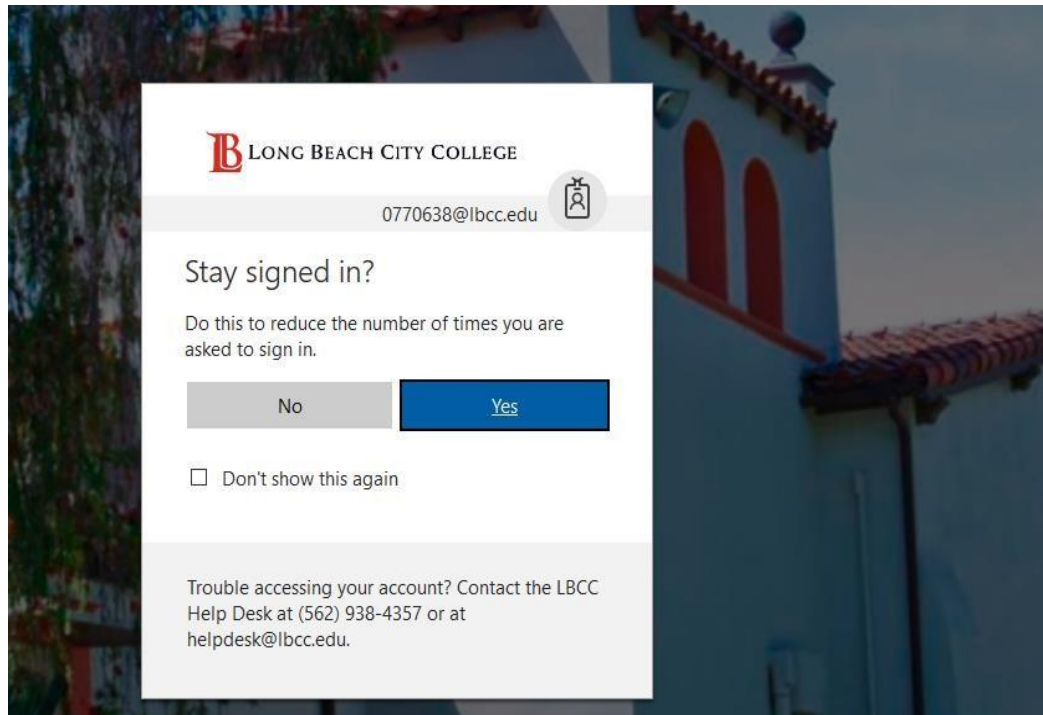 LB LONG BEACH CITY COLLEGE
0770638@lbcc.edu
Stay signed in?
Do this to reduce the number of times you are
asked to sign in.
No
Yes
Don't show this again
Trouble accessing your account? Contact the LBCC
Help Desk at (562) 938-4357 or at
helpdesk@lbcc.edu.